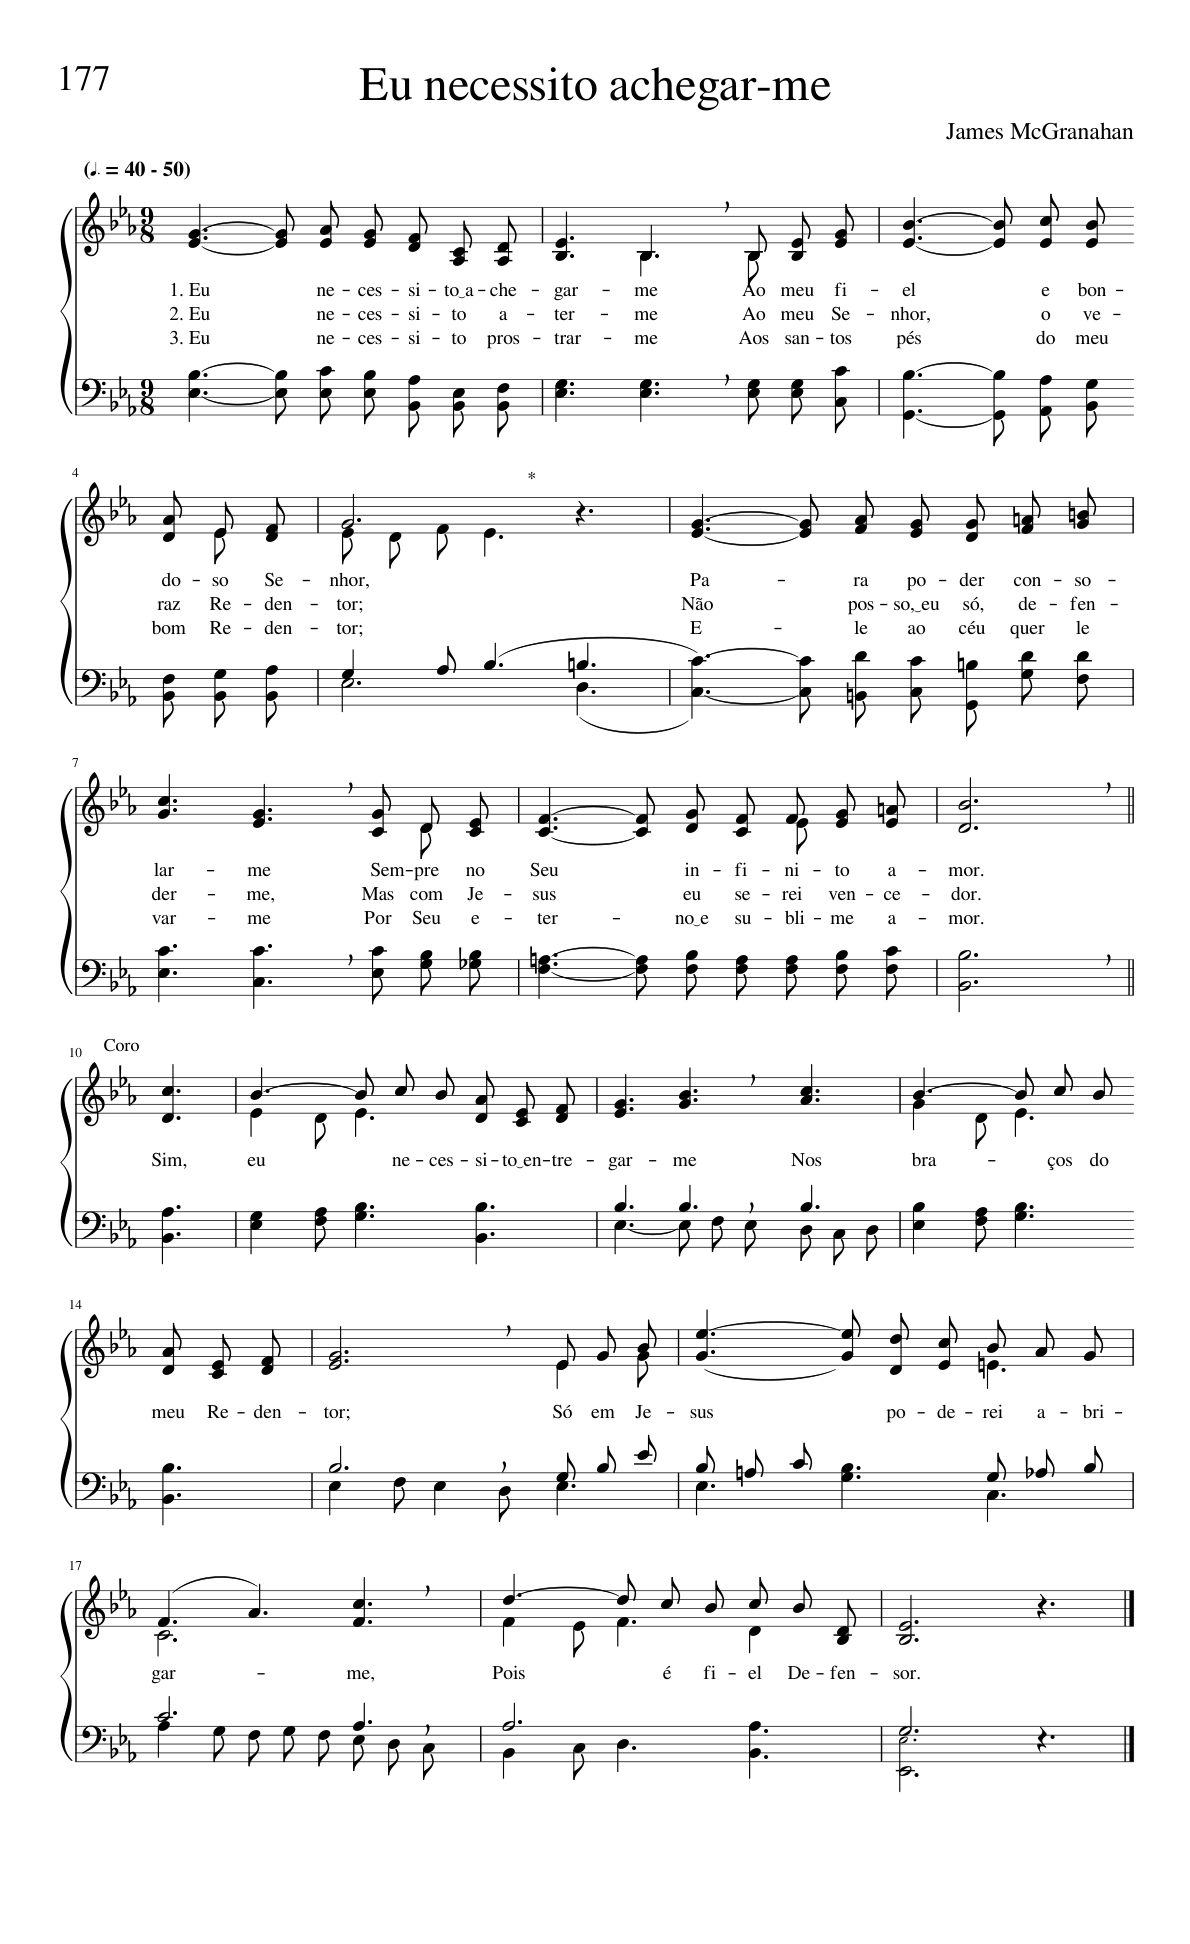 177
Eu necessito achegar-me
James McGranahan
(♩. = 40 - 50)
1. Eu ne – ces – si – to‿a – che – gar – me Ao meu fi – el e bon –
2. Eu ne – ces – si – to a – ter – me Ao meu Se – nhor, o ve –
3. Eu ne – ces – si – to pros – trar – me Aos san – tos pés do meu
4
*
do – so Se – nhor, Pa – ra po – der con – so –
raz Re – den – tor; Não pos – so,‿eu só, de – fen –
bom Re – den – tor; E – le ao céu quer le
7
lar – me Sem – pre no Seu in – fi – ni – to a – mor.
der – me, Mas com Je – sus eu se – rei ven – ce – dor.
var – me Por Seu e – ter – no‿e su – bli – me a – mor.
10
Coro
Sim, eu ne – ces – si – to‿en – tre – gar – me Nos bra – ços do
14
meu Re – den – tor; Só em Je – sus po – de – rei a – bri –
17
gar – me, Pois é fi – el De – fen – sor.